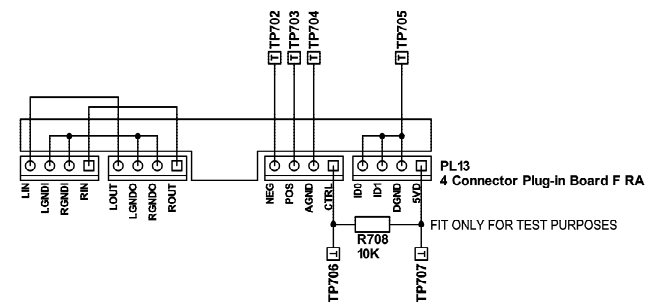 T TP702
T TP703
T TP704
T TP705
LIN
LGNDI
RGNDI
RIN
LOUT
LGNDO
RGNDO
ROUT
NEG
POS
AGND
CTRL
ID0
ID1
DGND
5VD
PL13
4 Connector Plug-in Board F RA
R708
10K
FIT ONLY FOR TEST PURPOSES
TP706 T
TP707 T